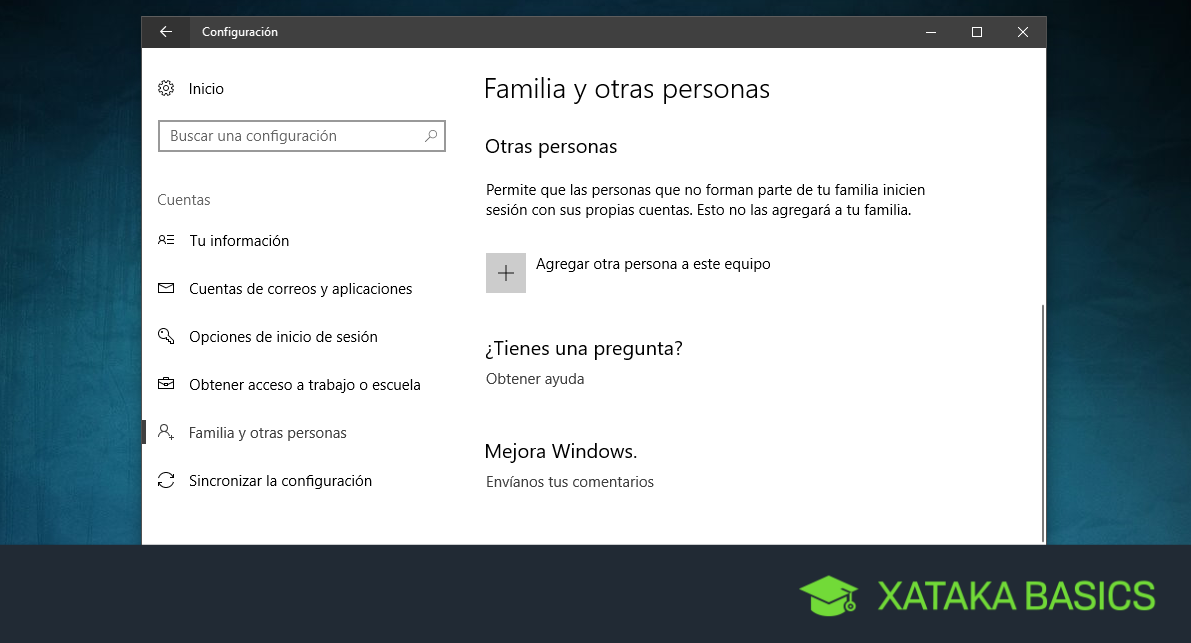 Configuración
Inicio
Buscar una configuración
Cuentas
Tu información
Cuentas de correos y aplicaciones
Opciones de inicio de sesión
Obtener acceso a trabajo o escuela
Familia y otras personas
Sincronizar la configuración
Familia y otras personas
Otras personas
Permite que las personas que no forman parte de tu familia inicien
sesión con sus propias cuentas. Esto no las agregará a tu familia.
Agregar otra persona a este equipo
¿Tienes una pregunta?
Obtener ayuda
Mejora Windows.
Envíanos tus comentarios
XATAKA BASICS